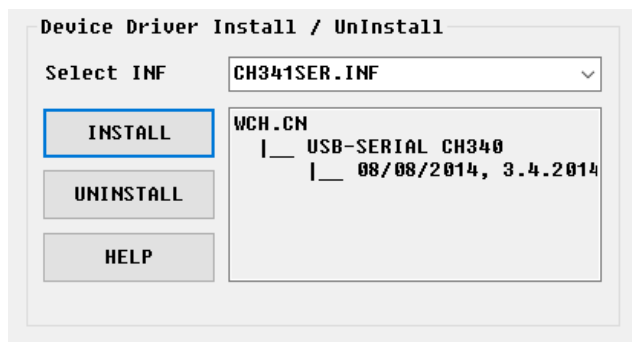 Device Driver Install / UnInstall
Select INF
CH341SER.INF
INSTALL
WCH.CN
|__ USB-SERIAL CH340
|__ 08/08/2014, 3.4.2014
UNINSTALL
HELP